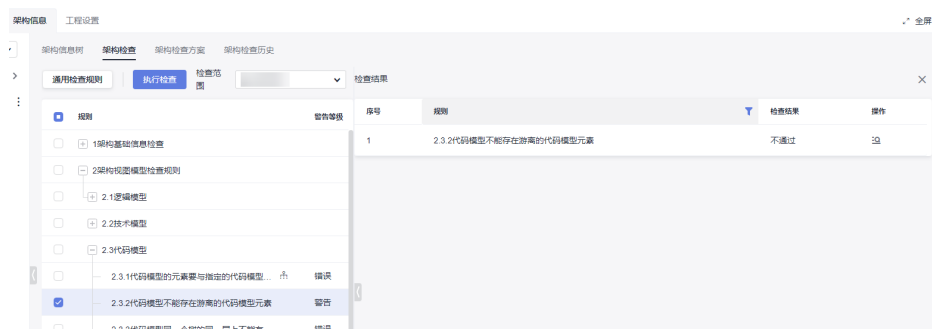 架构信息 工程设置 全屏
架构信息树 架构检查 架构检查方案 架构检查历史
通用检查规则 执行检查 检查范围 检查结果
规则 警告等级
序号 规则 检查结果 操作
1架构基础信息检查
1 2.3.2代码模型不能存在游离的代码模型元素 不通过
2架构视图模型检查规则
2.1逻辑模型
2.2技术模型
2.3代码模型
2.3.1代码模型的元素要与指定的代码模型... 错误
2.3.2代码模型不能存在游离的代码模型元素 警告